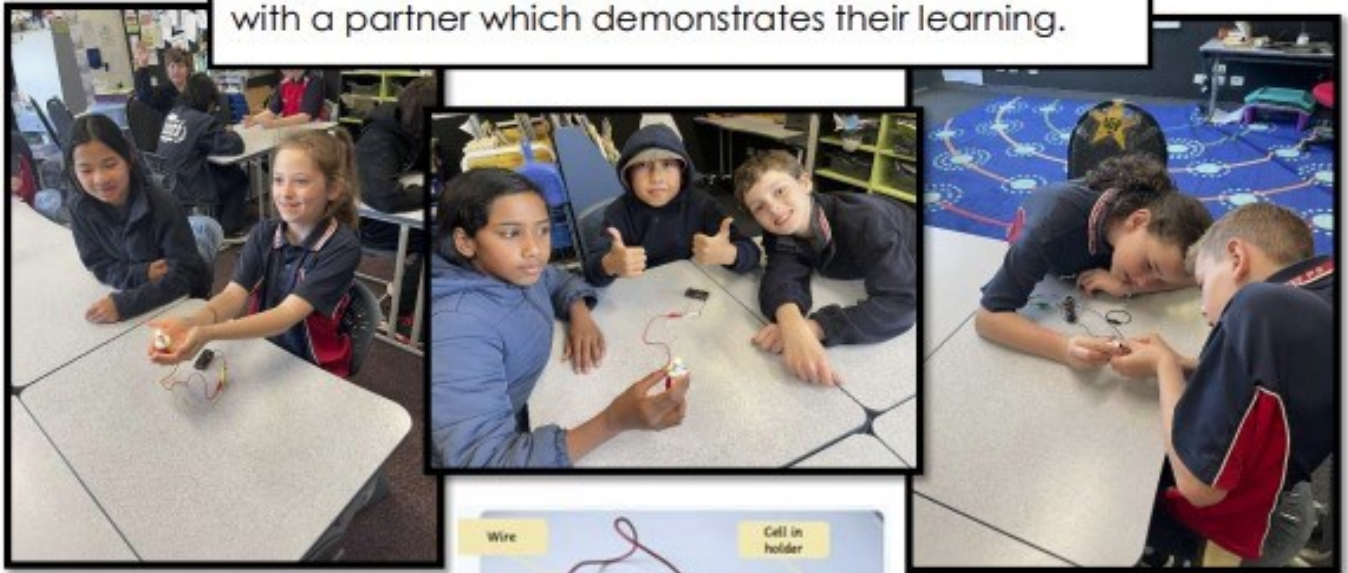 with a partner which demonstrates their learning.
Wire
Cell in
holder